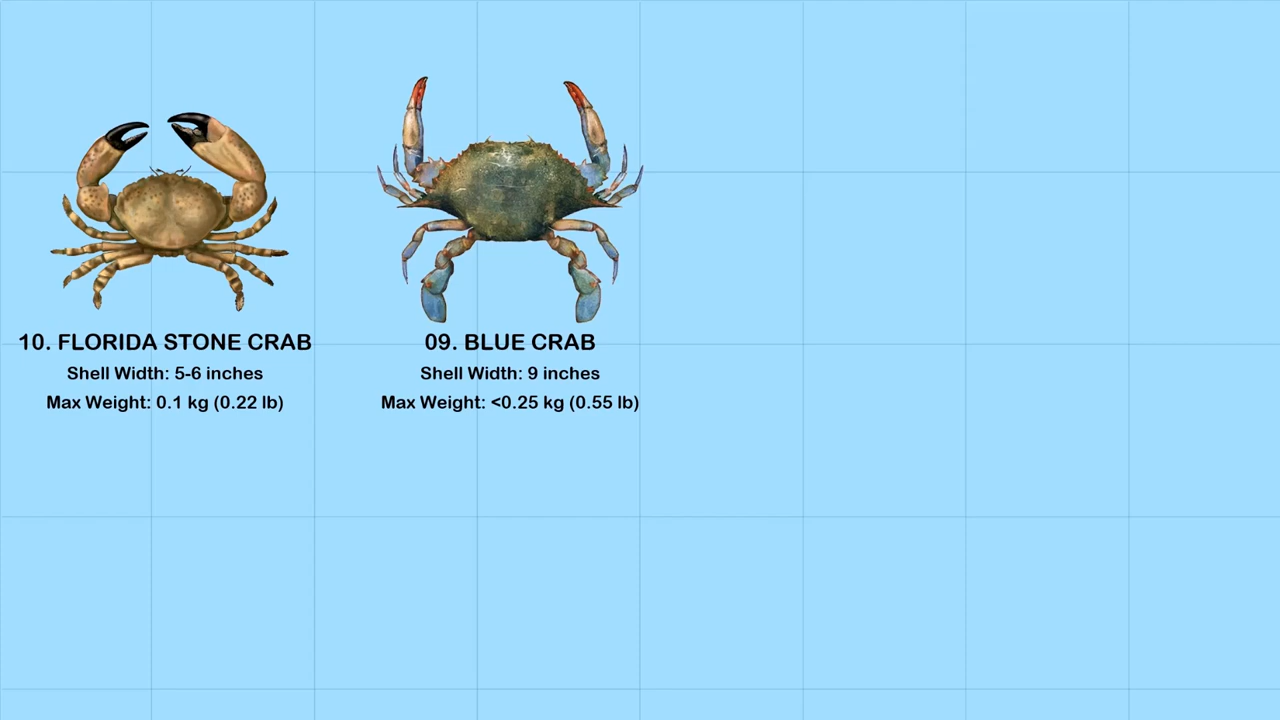 10. FLORIDA STONE CRAB
Shell Width: 5-6 inches
Max Weight: 0.1 kg (0.22 lb)
09. BLUE CRAB
Shell Width: 9 inches
Max Weight: <0.25 kg (0.55 lb)